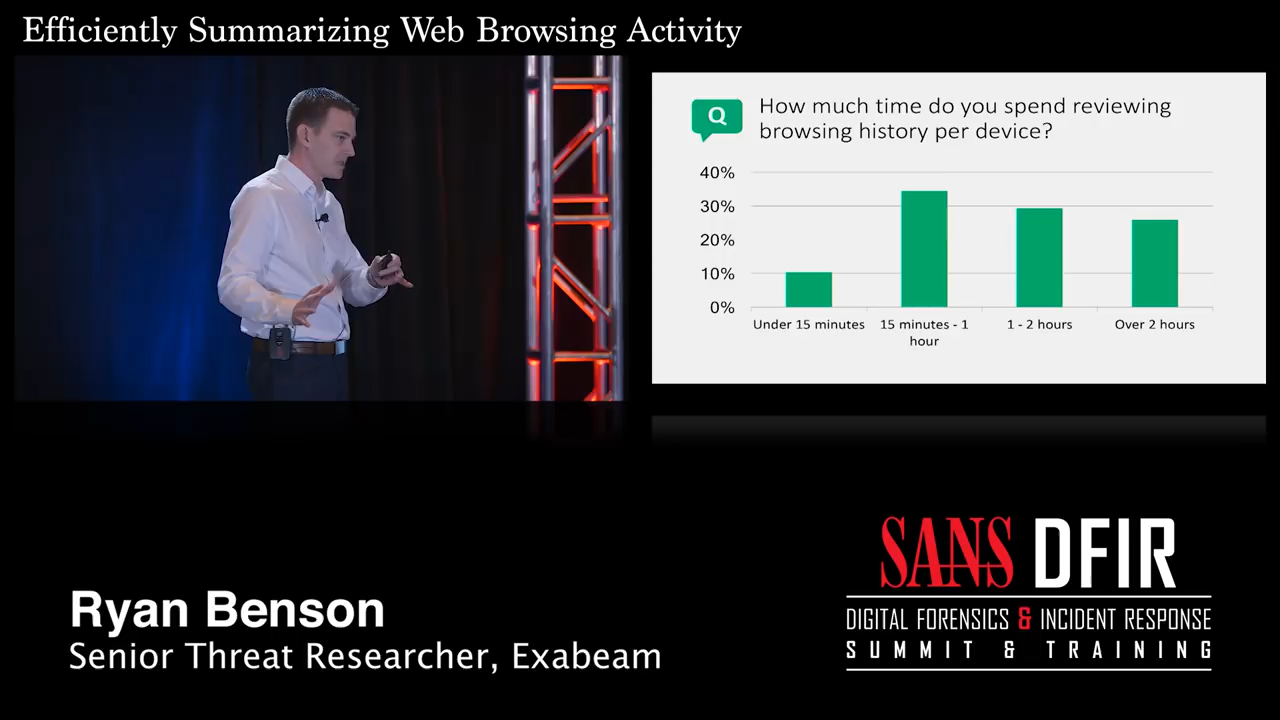 Efficiently Summarizing Web Browsing Activity
Q
How much time do you spend reviewing
browsing history per device?
40%
30%
20%
10%
0%
Under 15 minutes
15 minutes - 1
hour
1 - 2 hours
Over 2 hours
Ryan Benson
Senior Threat Researcher, Exabeam
SANS DFIR
DIGITAL FORENSICS & INCIDENT RESPONSE
SUMMIT & TRAINING